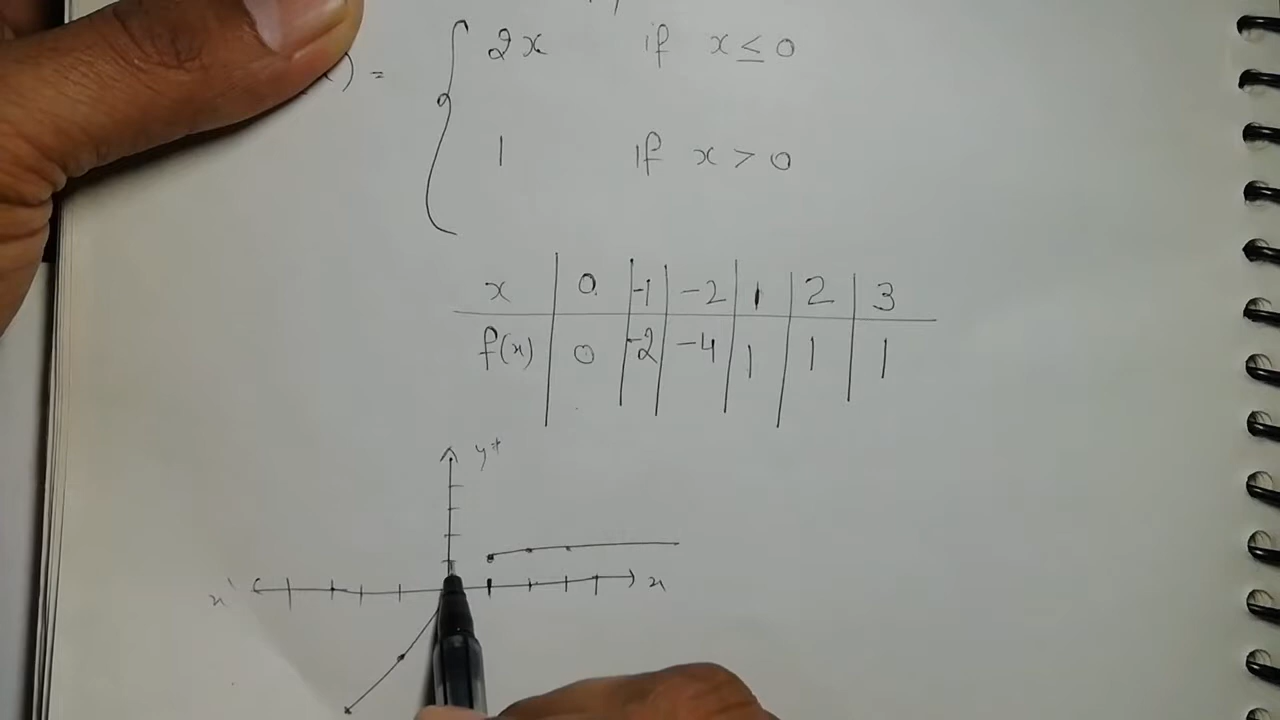 ) = { 2x if x ≤ 0
1 if x > 0
x 0 -1 -2 1 2 3
f(x) 0 -2 -4 1 1 1
x' x